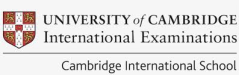 UNIVERSITY of CAMBRIDGE
International Examinations
Cambridge International School